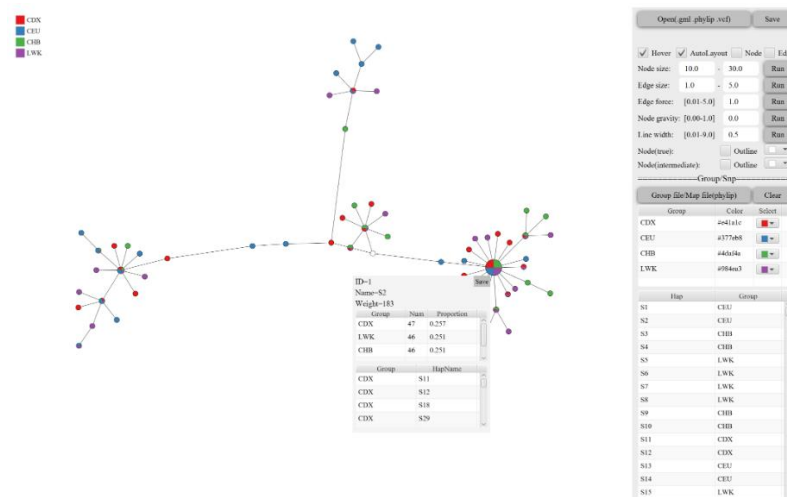 CDX
CEU
CHB
LWK
ID=1
Name=S2
Save
Weight=183
Group Num Proportion
CDX 47 0.257
LWK 46 0.251
CHB 46 0.251
Group HapName
CDX S11
CDX S12
CDX S18
CDX S29
Open(.gml .phylip .vcf) Save
Hover AutoLayout Node Ed
Node size: 10.0 - 30.0 Run
Edge size: 1.0 - 5.0 Run
Edge force: [0.01-5.0] 1.0 Run
Node gravity: [0.00-1.0] 0.0 Run
Line width: [0.01-9.0] 0.5 Run
Node(true): Outline
Node(intermediate): Outline
Group/Snp
Group file/Map file(phylip) Clear
Group Color Select
CDX #e41a1c
CEU #377eb8
CHB #4daf4a
LWK #984ea3
Hap Group
S1 CEU
S2 CEU
S3 CHB
S4 CHB
S5 LWK
S6 LWK
S7 LWK
S8 LWK
S9 CHB
S10 CHB
S11 CDX
S12 CDX
S13 CEU
S14 CEU
S15 LWK